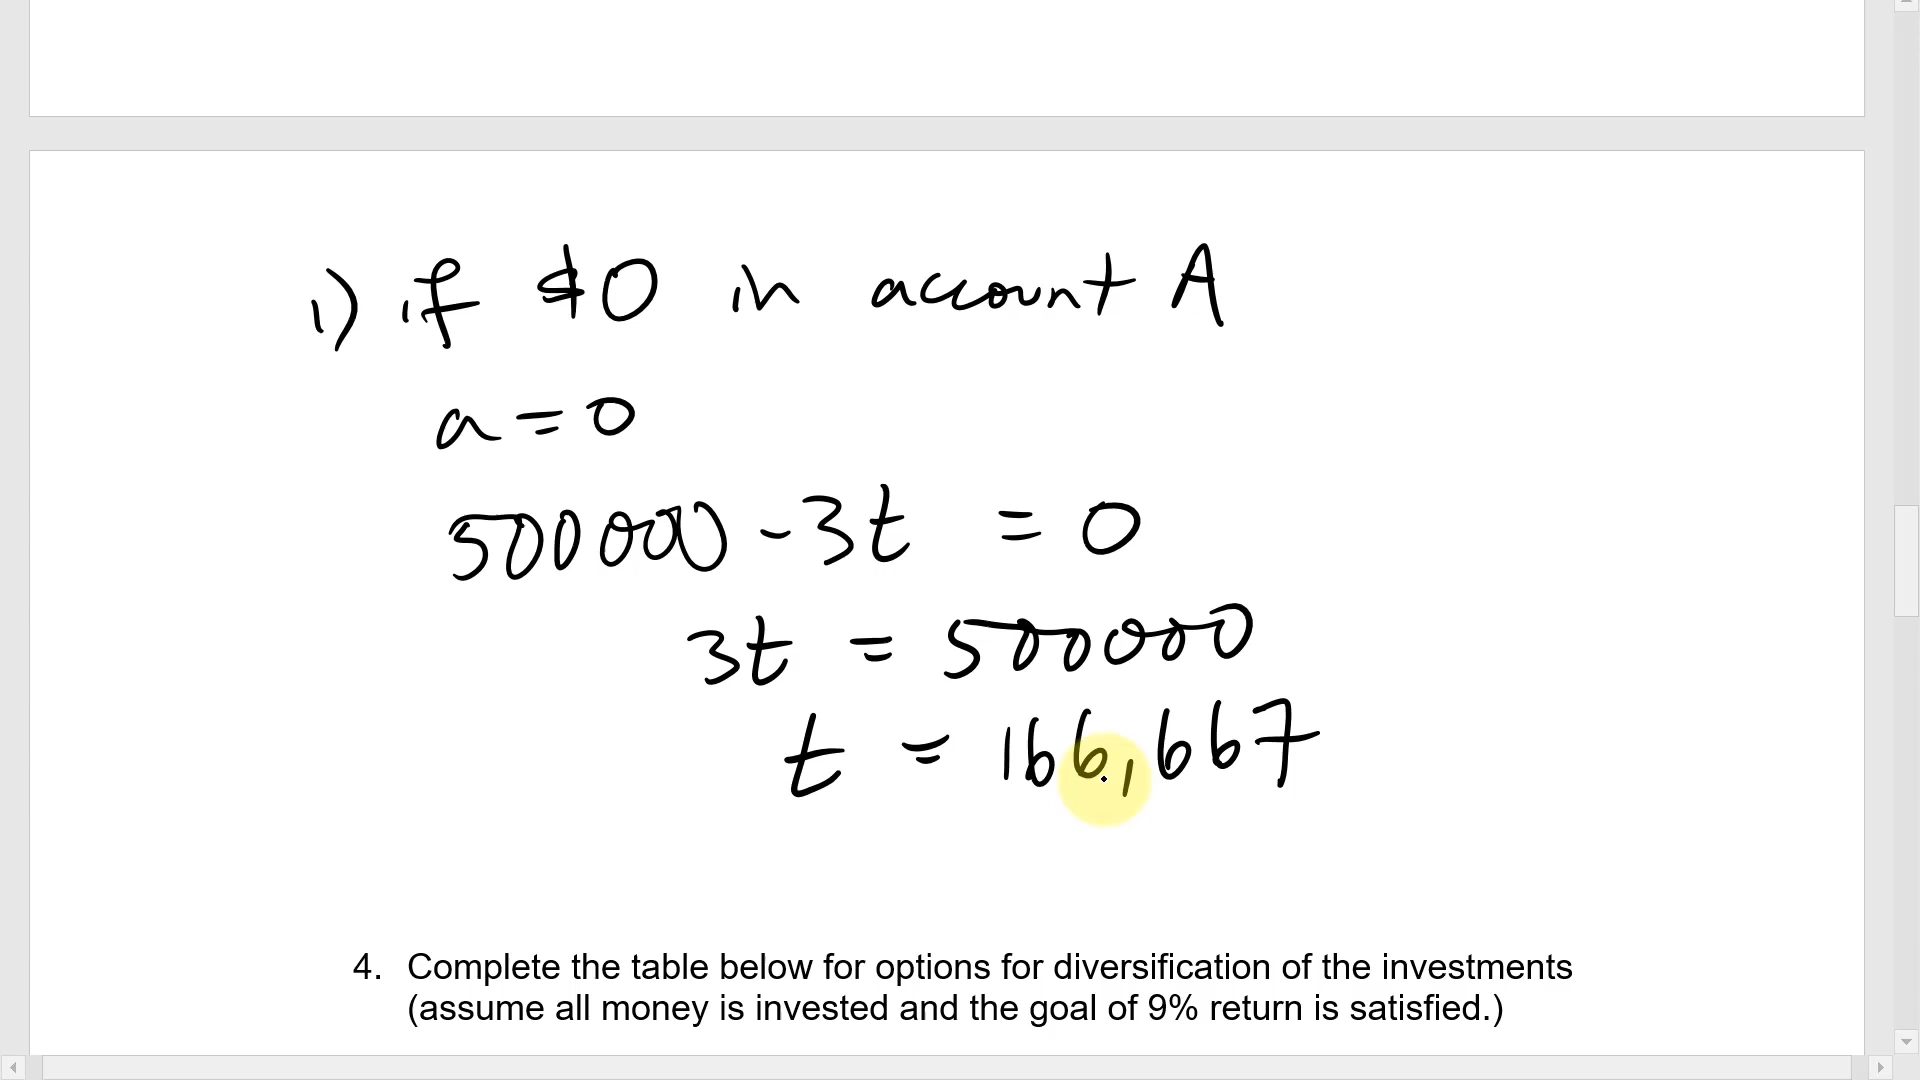 1) if $0 in account A
a = 0
500000 - 3t = 0
3t = 500000
t = 166,667
4. Complete the table below for options for diversification of the investments
(assume all money is invested and the goal of 9% return is satisfied.)